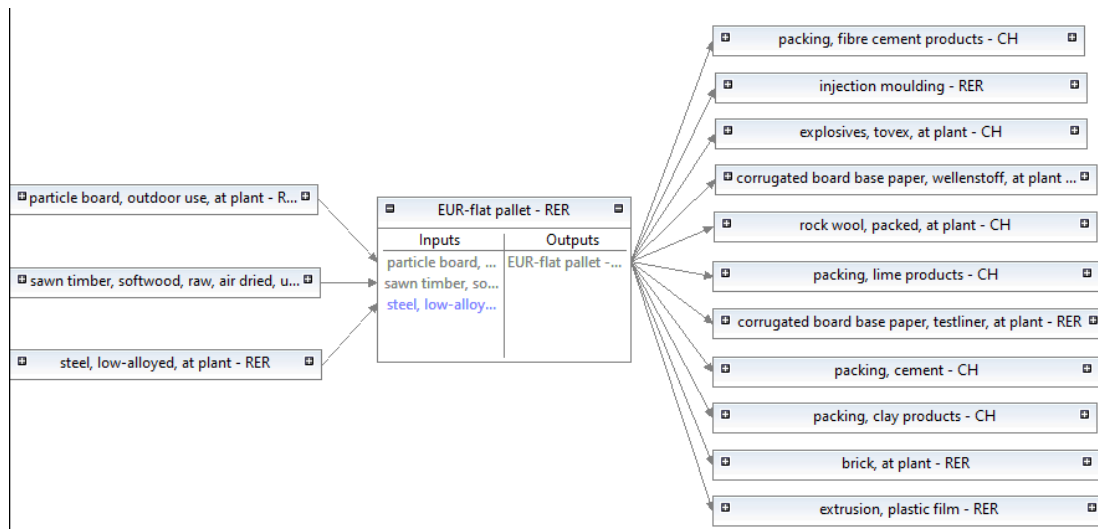 particle board, outdoor use, at plant - R...
sawn timber, softwood, raw, air dried, u...
steel, low-alloyed, at plant - RER
EUR-flat pallet - RER
Inputs
Outputs
particle board, ...
EUR-flat pallet -...
sawn timber, so...
steel, low-alloy...
packing, fibre cement products - CH
injection moulding - RER
explosives, tovex, at plant - CH
corrugated board base paper, wellenstoff, at plant ...
rock wool, packed, at plant - CH
packing, lime products - CH
corrugated board base paper, testliner, at plant - RER
packing, cement - CH
packing, clay products - CH
brick, at plant - RER
extrusion, plastic film - RER